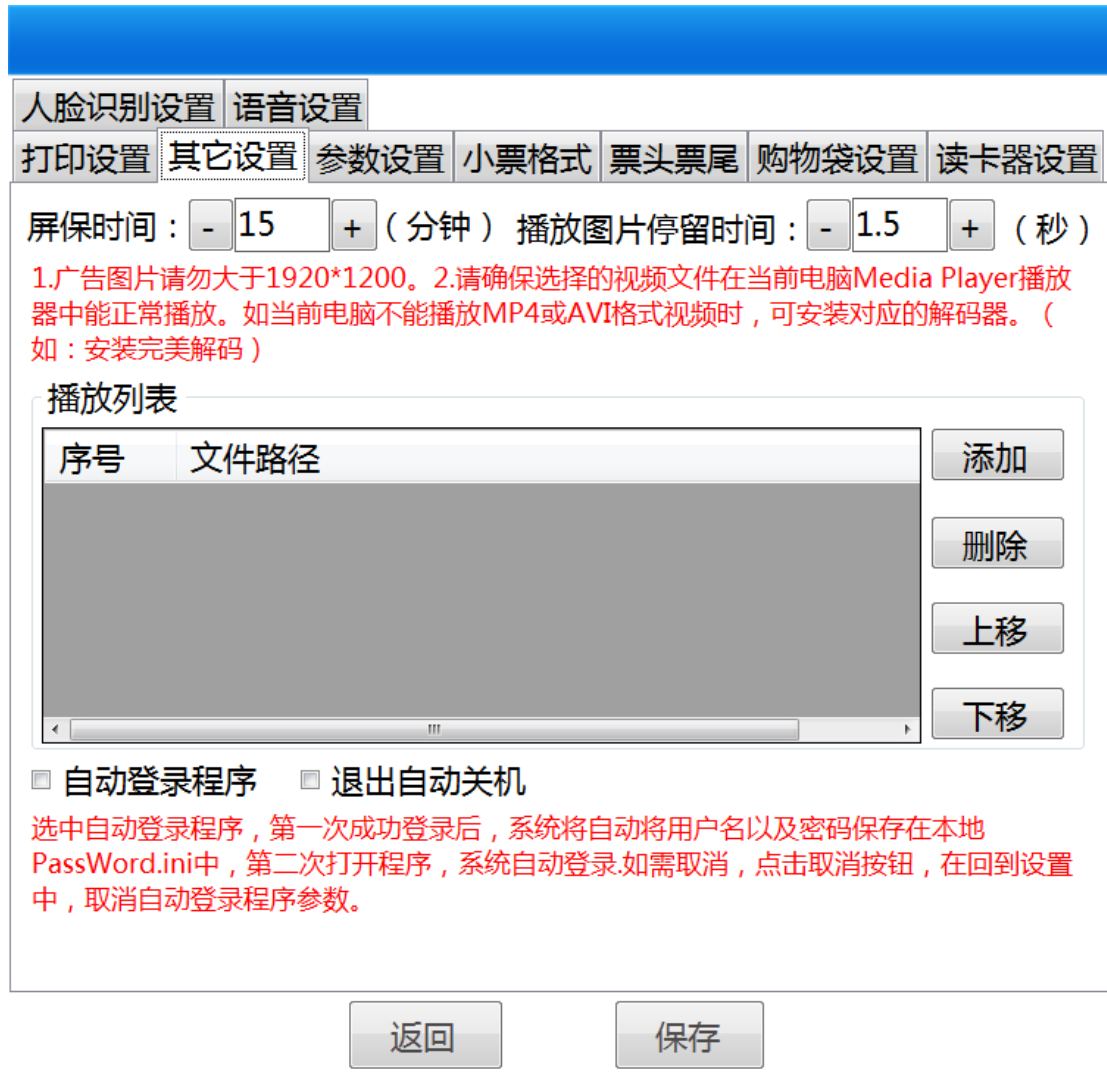 人脸识别设置 语音设置
打印设置 其它设置 参数设置 小票格式 票头票尾 购物袋设置 读卡器设置
屏保时间： - 15 + （分钟） 播放图片停留时间： - 1.5 + （秒）
1.广告图片请勿大于1920*1200。2.请确保选择的视频文件在当前电脑Media Player播放
器中能正常播放。如当前电脑不能播放MP4或AVI格式视频时，可安装对应的解码器。（
如：安装完美解码）
播放列表
序号 文件路径
添加
删除
上移
下移
自动登录程序 退出自动关机
选中自动登录程序，第一次成功登录后，系统将自动将用户名以及密码保存在本地
PassWord.ini中，第二次打开程序，系统自动登录.如需取消，点击取消按钮，在回到设置
中，取消自动登录程序参数。
返回 保存